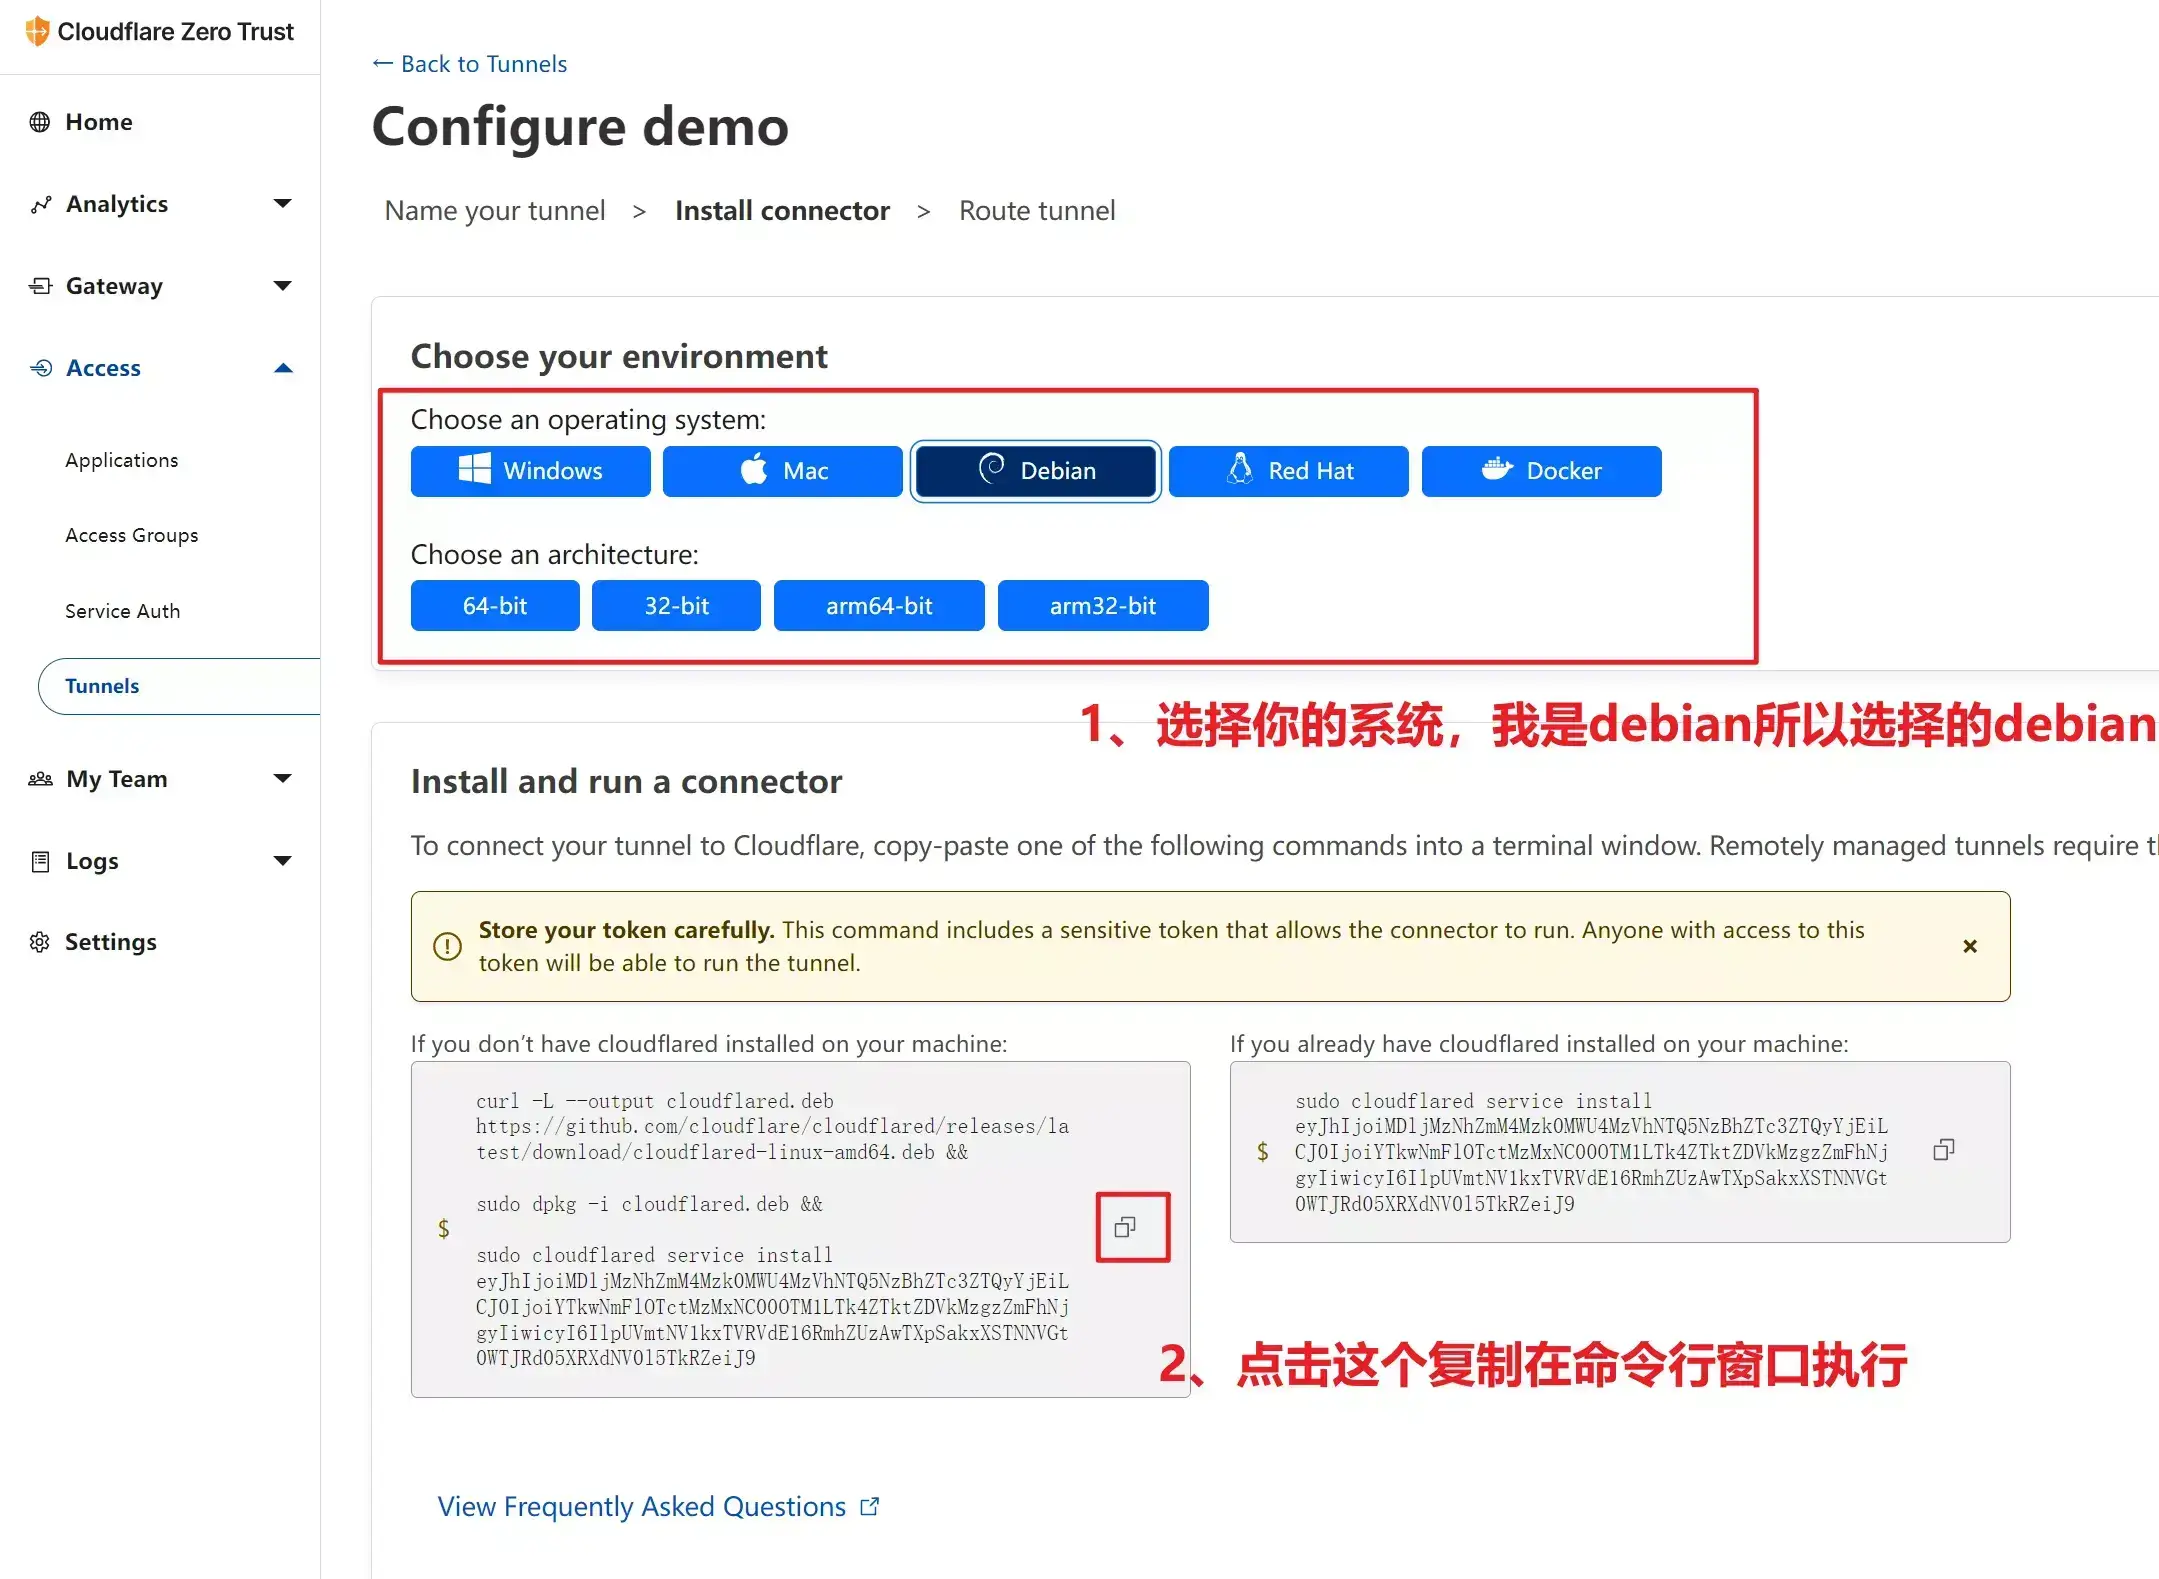 Cloudflare Zero Trust
Home
Analytics
Gateway
Access
Applications
Access Groups
Service Auth
Tunnels
My Team
Logs
Settings
← Back to Tunnels
Configure demo
Name your tunnel > Install connector > Route tunnel
Choose your environment
Choose an operating system:
Windows Mac Debian Red Hat Docker
Choose an architecture:
64-bit 32-bit arm64-bit arm32-bit
1、选择你的系统，我是debian所以选择的debian
Install and run a connector
To connect your tunnel to Cloudflare, copy-paste one of the following commands into a terminal window. Remotely managed tunnels require
Store your token carefully. This command includes a sensitive token that allows the connector to run. Anyone with access to this
token will be able to run the tunnel.
If you don't have cloudflared installed on your machine:
$
curl -L --output cloudflared.deb
https://github.com/cloudflare/cloudflared/releases/la
test/download/cloudflared-linux-amd64.deb &&
sudo dpkg -i cloudflared.deb &&
sudo cloudflared service install
eyJhIjoiMDljMzNhZmM4MzkOMWU4MzVhNTQ5NzBhZTc3ZTQyYjEiL
CJ0IjoiYTkwNmFlOTctMzMxNC00OTM1LTk4ZTktZDVkMzgzZmFhNj
gyIiwicyI6IlpUVmtNV1kxTVRVdE16RmhZUzAwTXpSakxXSTNNVGt
0WTJRd05XRXdNV0l5TkRZeiJ9
If you already have cloudflared installed on your machine:
$
sudo cloudflared service install
eyJhIjoiMDljMzNhZmM4MzkOMWU4MzVhNTQ5NzBhZTc3ZTQyYjEiL
CJ0IjoiYTkwNmFlOTctMzMxNC00OTM1LTk4ZTktZDVkMzgzZmFhNj
gyIiwicyI6IlpUVmtNV1kxTVRVdE16RmhZUzAwTXpSakxXSTNNVGt
0WTJRd05XRXdNV0l5TkRZeiJ9
2、点击这个复制在命令行窗口执行
View Frequently Asked Questions